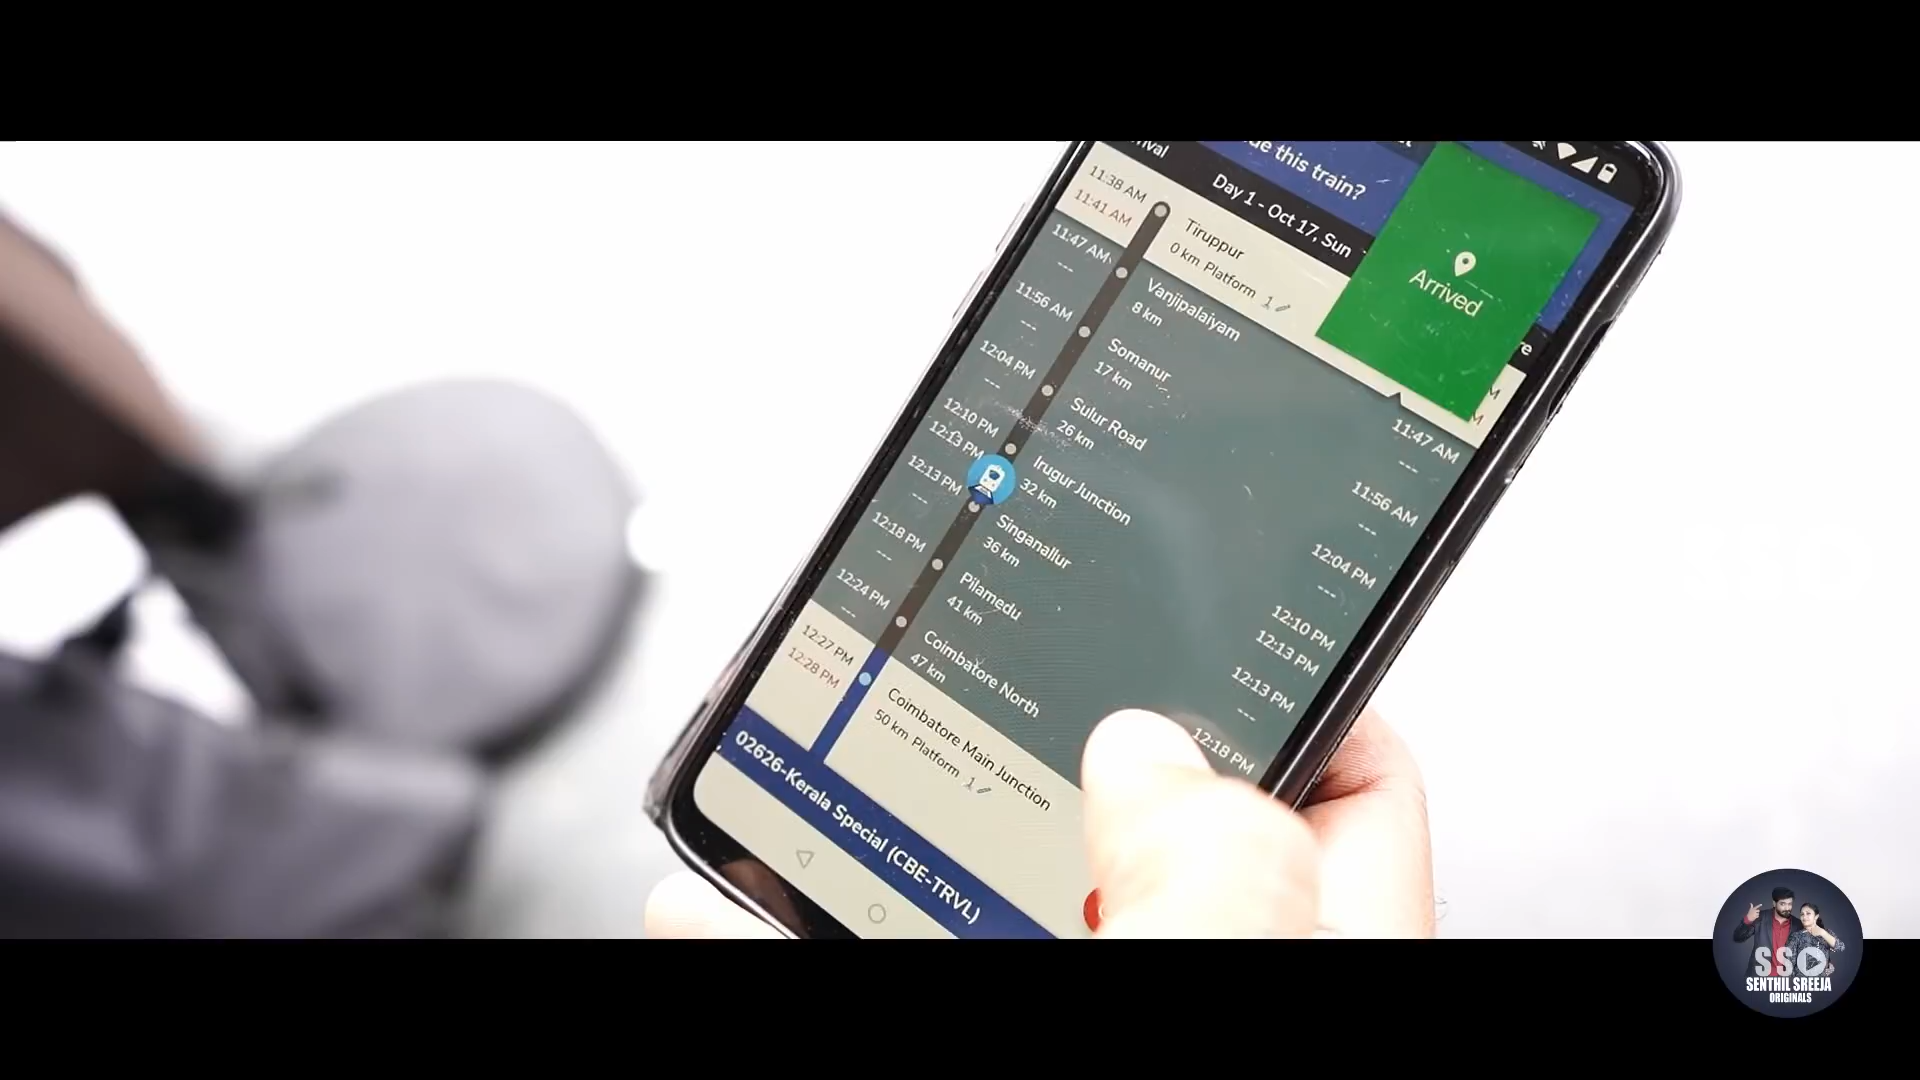 ue this train?
Day 1 - Oct 17, Sun
11:38 AM
11:41 AM
Tiruppur
0 km Platform 1
Arrived
11:47 AM
---
Vanjipalaiyam
8 km
11:47 AM
---
11:56 AM
---
Somanur
17 km
11:56 AM
---
12:04 PM
---
Sulur Road
26 km
12:04 PM
---
12:10 PM
12:13 PM
Irugur Junction
32 km
12:10 PM
12:13 PM
12:13 PM
---
Singanallur
36 km
12:13 PM
---
12:18 PM
---
Pilamedu
41 km
12:18 PM
12:24 PM
---
Coimbatore North
47 km
12:27 PM
12:28 PM
Coimbatore Main Junction
50 km Platform 1
02626-Kerala Special (CBE-TRVL)
SSO
SENTHIL SREEJA
ORIGINALS